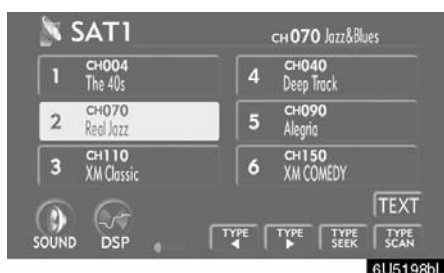 SAT1
CH070 Jazz&Blues
1 CH004
The 40s
2 CH070
Real Jazz
3 CH110
XM Classic
4 CH040
Deep Track
5 CH090
Alegria
6 CH150
XM COMEDY
TEXT
SOUND
DSP
TYPE ◀
TYPE ▶
TYPE SEEK
TYPE SCAN
6U5198bl